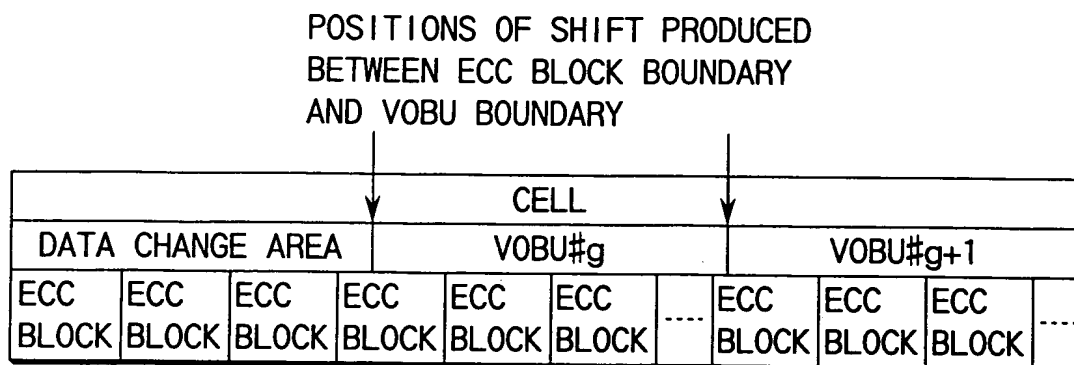 POSITIONS OF SHIFT PRODUCED
BETWEEN ECC BLOCK BOUNDARY
AND VOBU BOUNDARY
CELL
DATA CHANGE AREA VOBU#g VOBU#g+1
ECC ECC ECC ECC ECC ECC ECC ECC ECC
BLOCK BLOCK BLOCK BLOCK BLOCK BLOCK ---- BLOCK BLOCK BLOCK ----